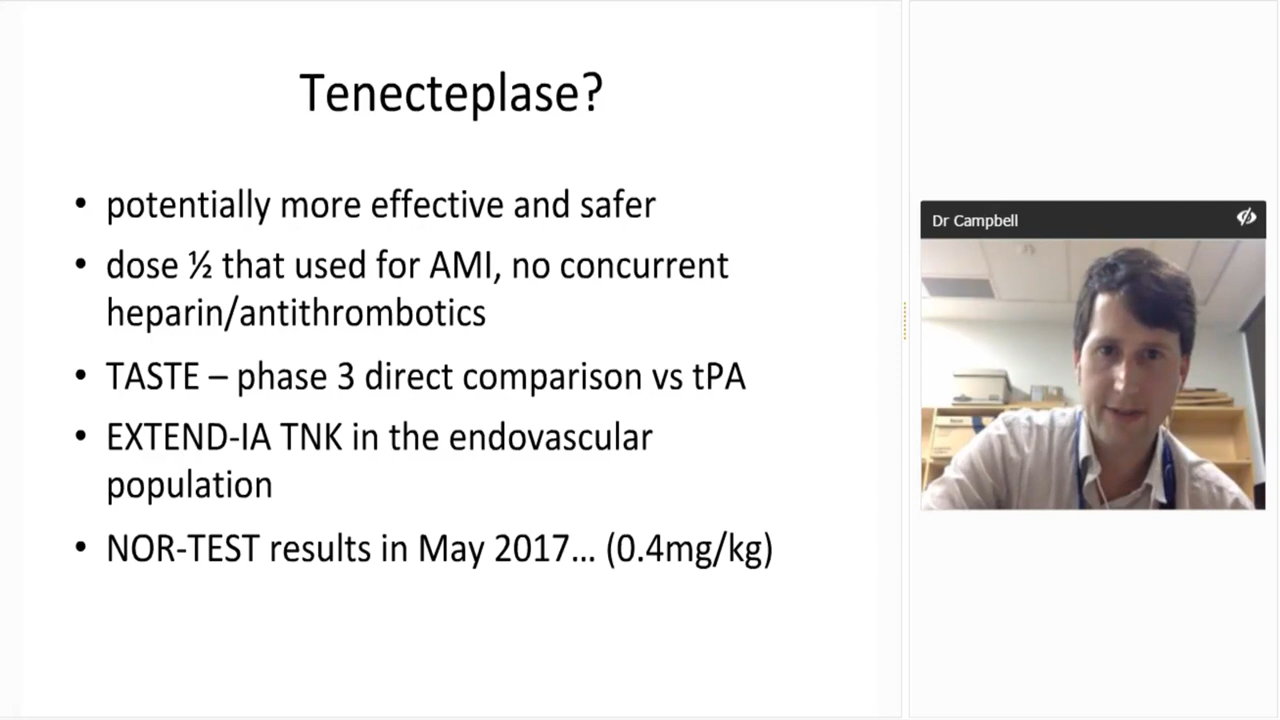 Tenecteplase?
• potentially more effective and safer
• dose ½ that used for AMI, no concurrent
heparin/antithrombotics
• TASTE – phase 3 direct comparison vs tPA
• EXTEND-IA TNK in the endovascular
population
• NOR-TEST results in May 2017... (0.4mg/kg)
Dr Campbell